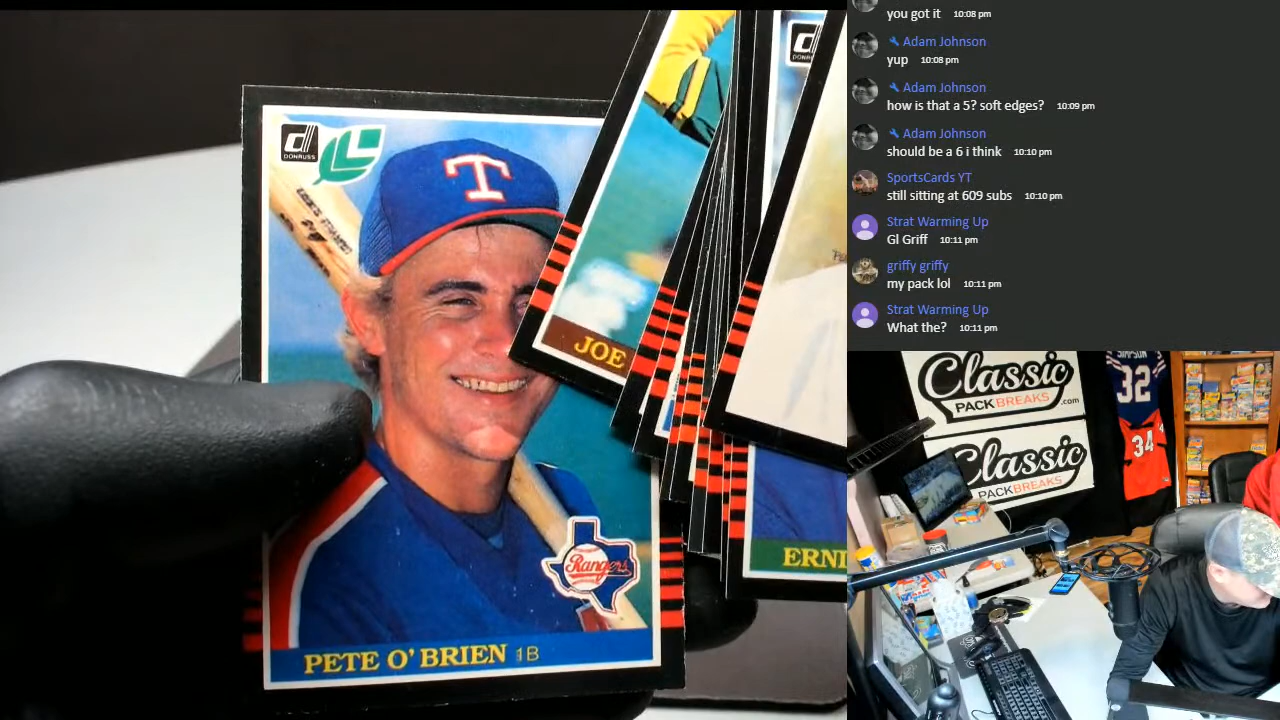 you got it 10:08 pm
Adam Johnson
yup 10:08 pm
Adam Johnson
how is that a 5? soft edges? 10:09 pm
Adam Johnson
should be a 6 i think 10:10 pm
SportsCards YT
still sitting at 609 subs 10:10 pm
Strat Warming Up
Gl Griff 10:11 pm
griffy griffy
my pack lol 10:11 pm
Strat Warming Up
What the? 10:11 pm
d
DONRUSS
T
Rangers
PETE O'BRIEN 1B
JOE
d
ERNI
Classic
PACKBREAKS.com
Classic
PACKBREAKS
SIMPSON
32
34